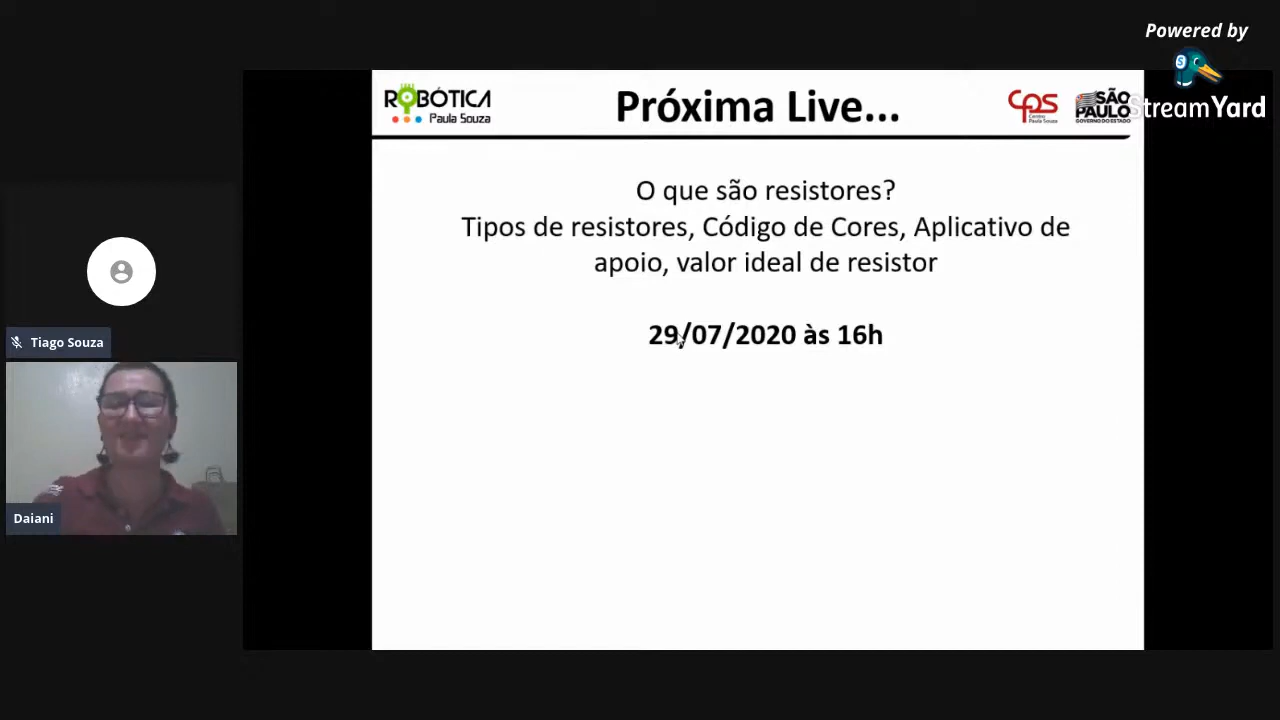 Powered by
StreamYard
RОBÓTICA
Paula Souza
Próxima Live...
cps
Centro
Paula Souza
SÃO
PAULO
GOVERNO DO ESTADO
O que são resistores?
Tipos de resistores, Código de Cores, Aplicativo de
apoio, valor ideal de resistor
29/07/2020 às 16h
Tiago Souza
Daiani